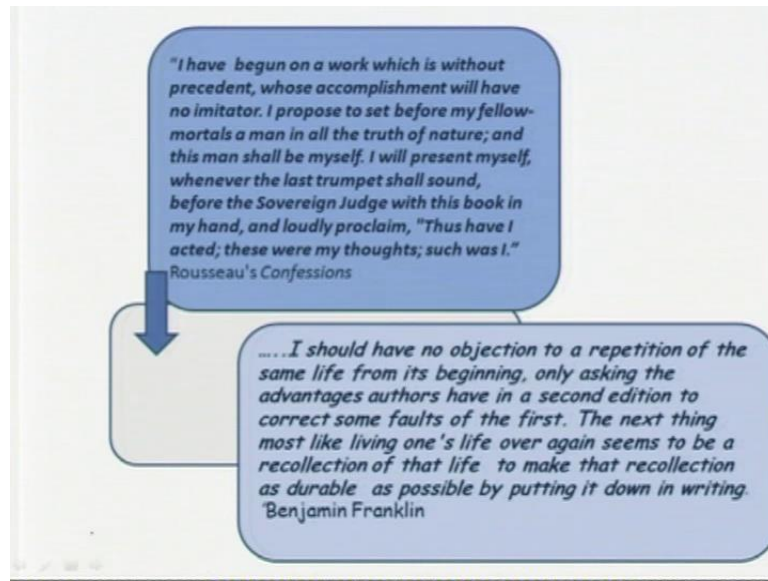 "I have begun on a work which is without
precedent, whose accomplishment will have
no imitator. I propose to set before my fellow-
mortals a man in all the truth of nature; and
this man shall be myself. I will present myself,
whenever the last trumpet shall sound,
before the Sovereign Judge with this book in
my hand, and loudly proclaim, "Thus have I
acted; these were my thoughts; such was I."
Rousseau's Confessions
.....I should have no objection to a repetition of the
same life from its beginning, only asking the
advantages authors have in a second edition to
correct some faults of the first. The next thing
most like living one's life over again seems to be a
recollection of that life to make that recollection
as durable as possible by putting it down in writing.
"Benjamin Franklin